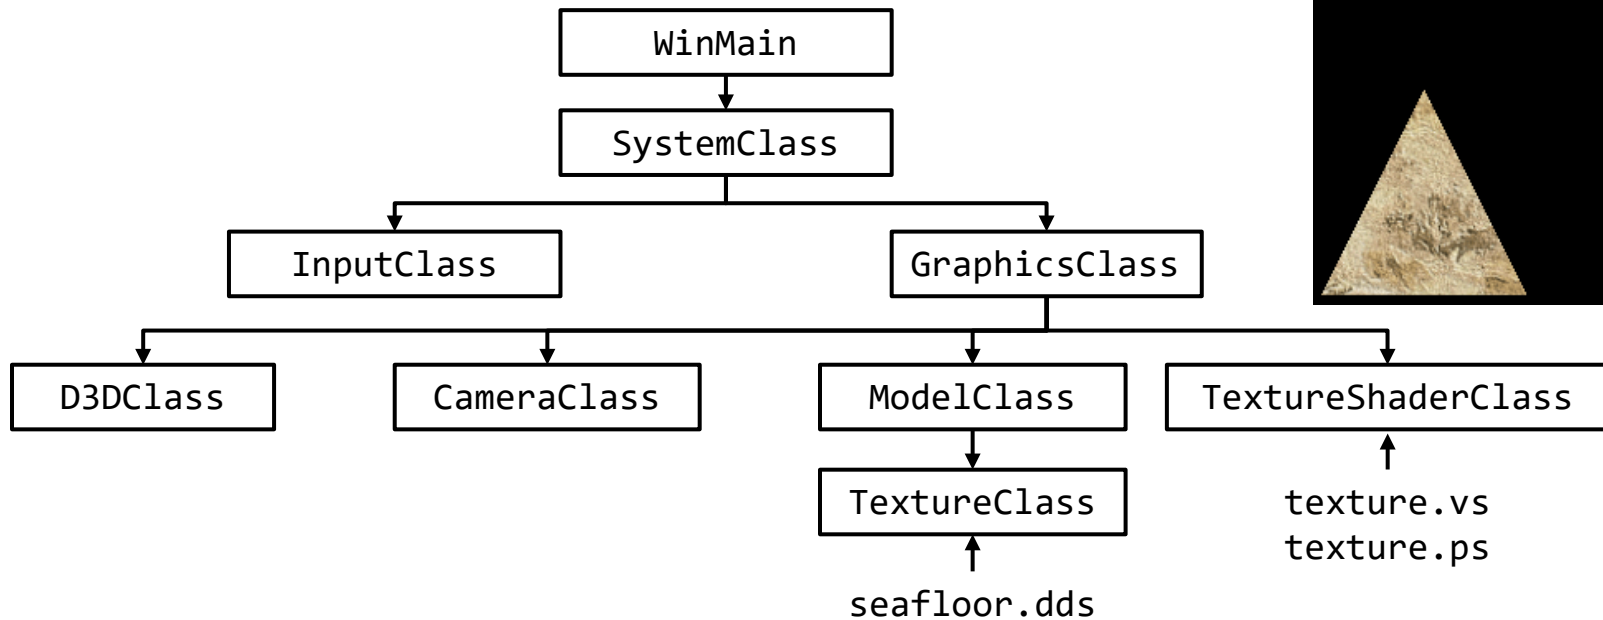 WinMain
SystemClass
InputClass
GraphicsClass
D3DClass
CameraClass
ModelClass
TextureShaderClass
TextureClass
texture.vs
texture.ps
seafloor.dds